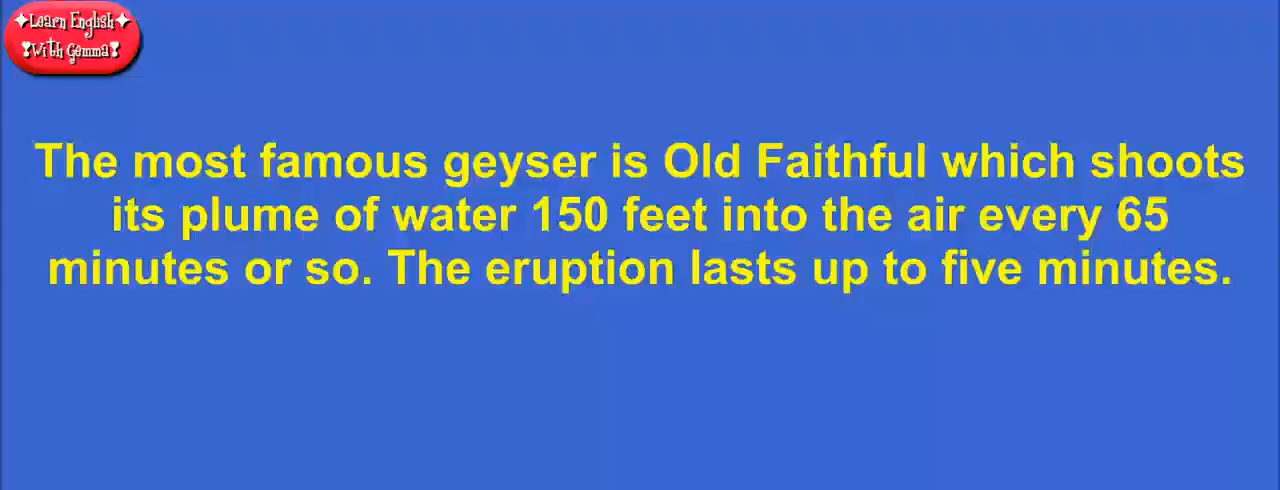 ✦Learn English✦
❣With Gemma❣
The most famous geyser is Old Faithful which shoots
its plume of water 150 feet into the air every 65
minutes or so. The eruption lasts up to five minutes.